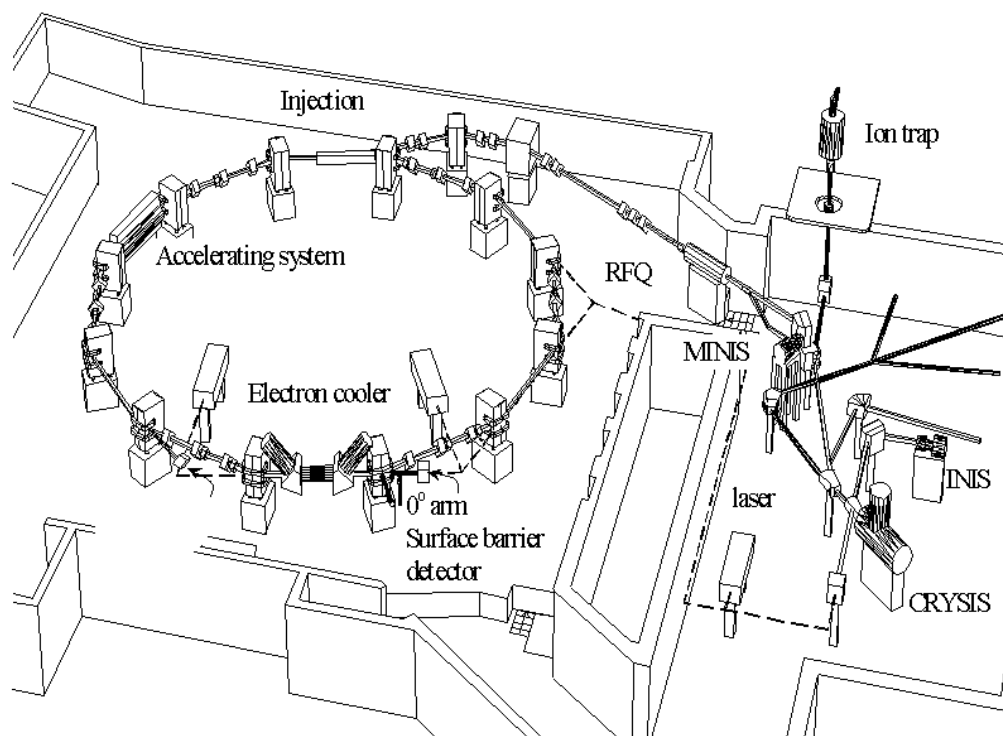 Injection
Ion trap
Accelerating system
RFQ
MINIS
Electron cooler
INIS
laser
0° arm
Surface barrier
detector
CRYSIS